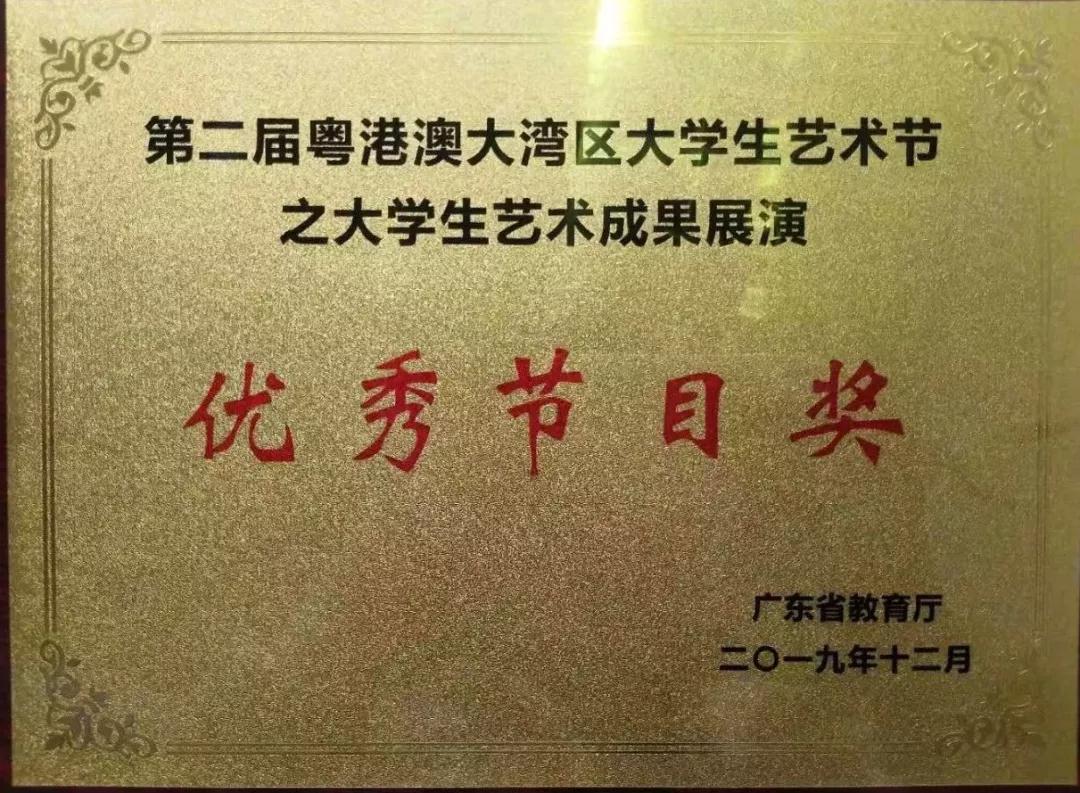 第二届粤港澳大湾区大学生艺术节
之大学生艺术成果展演
优秀节目奖
广东省教育厅
二〇一九年十二月